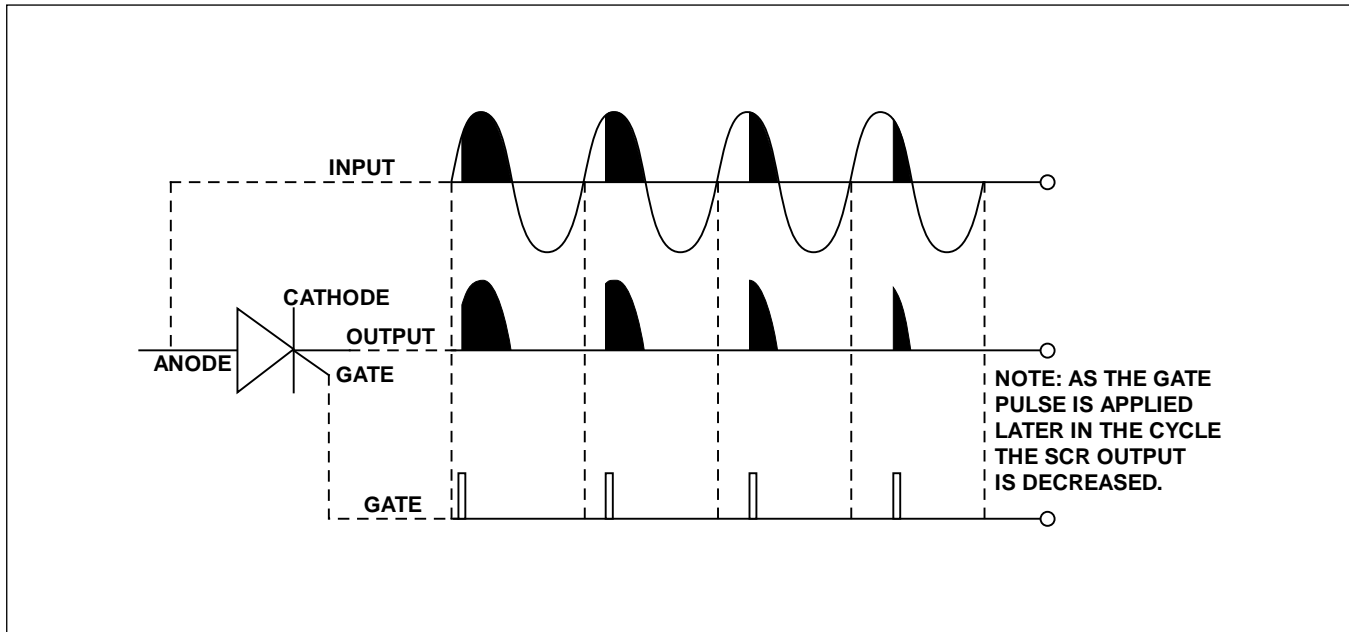 INPUT
CATHODE
OUTPUT
ANODE
GATE
NOTE: AS THE GATE
PULSE IS APPLIED
LATER IN THE CYCLE
THE SCR OUTPUT
IS DECREASED.
GATE